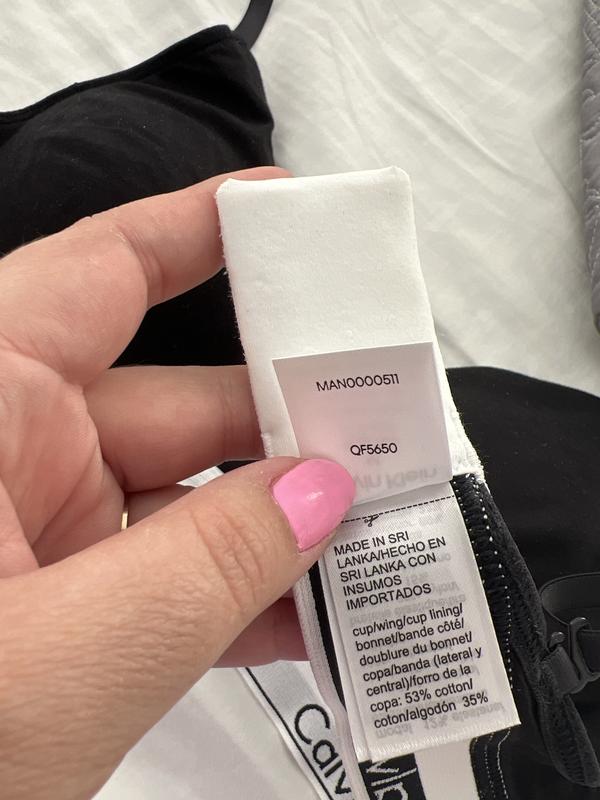 MAN0000511
QF5650
MADE IN SRI
LANKA/HECHO EN
SRI LANKA CON
INSUMOS
IMPORTADOS
cup/wing/cup lining/
bonnet/bande côté/
doublure du bonnet/
copa/banda (lateral y
central)/forro de la
copa: 53% cotton/
coton/algodón 35%
Calv